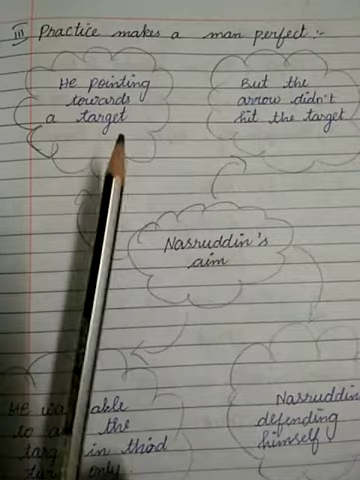 III Practice makes a man perfect :-
He pointing
towards
a target
But the
arrow didn't
hit the target
Nasruddin's
aim
He was able
to the
in third
only
Nasruddin
defending
himself